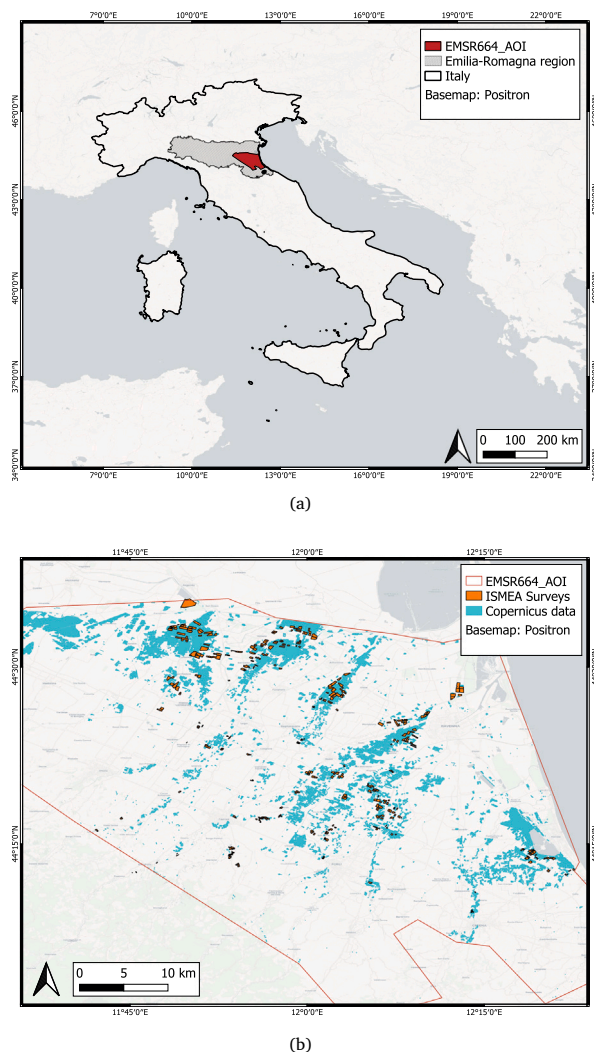 7°0'0"E 10°0'0"E 13°0'0"E 16°0'0"E 19°0'0"E 22°0'0"E
EMSR664_AOI
Emilia-Romagna region
Italy
Basemap: Positron
46°0'0"N
43°0'0"N
40°0'0"N
37°0'0"N
34°0'0"N
0 100 200 km
7°0'0"E 10°0'0"E 13°0'0"E 16°0'0"E 19°0'0"E 22°0'0"E
(a)
11°45'0"E 12°0'0"E 12°15'0"E
EMSR664_AOI
ISMEA Surveys
Copernicus data
Basemap: Positron
44°30'0"N
44°15'0"N
0 5 10 km
11°45'0"E 12°0'0"E 12°15'0"E
(b)